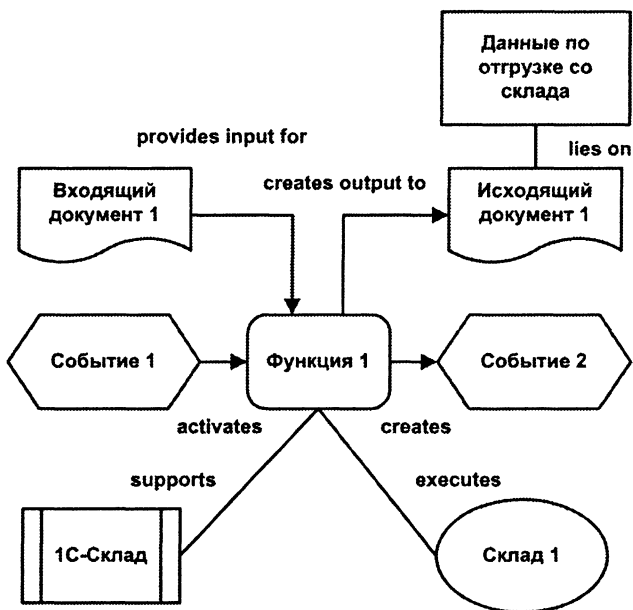 Данные по
отгрузке со
склада
provides input for
lies on
Входящий
документ 1
creates output to
Исходящий
документ 1
Событие 1
Функция 1
Событие 2
activates
creates
supports
executes
1С-Склад
Склад 1